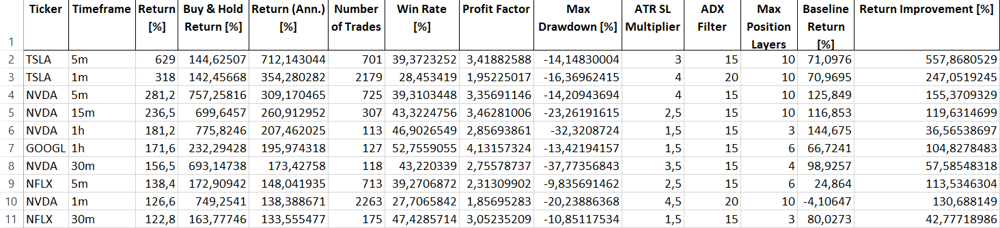 Ticker Timeframe Return [%] Buy & Hold Return [%] Return (Ann.) [%] Number of Trades Win Rate [%] Profit Factor Max Drawdown [%] ATR SL Multiplier ADX Filter Max Position Layers Baseline Return [%] Return Improvement [%]
1
2 TSLA 5m 629 144,62507 712,143044 701 39,3723252 3,41882588 -14,14830004 3 15 10 71,0976 557,8680529
3 TSLA 1m 318 142,45668 354,280282 2179 28,453419 1,95225017 -16,36962415 4 20 10 70,9695 247,0519245
4 NVDA 5m 281,2 757,25816 309,170465 725 39,3103448 3,35691146 -14,20943694 4 15 10 125,849 155,3709329
5 NVDA 15m 236,5 699,6457 260,912952 307 43,3224756 3,46281006 -23,26191615 2,5 15 10 116,853 119,6314699
6 NVDA 1h 181,2 775,8246 207,462025 113 46,9026549 2,85693861 -32,3208724 1,5 15 3 144,675 36,56538697
7 GOOGL 1h 171,6 232,29428 195,974318 127 52,7559055 4,13157324 -13,42194157 1,5 15 6 66,7241 104,8278483
8 NVDA 30m 156,5 693,14738 173,42758 118 43,220339 2,75578737 -37,77356843 3,5 15 4 98,9257 57,58548318
9 NFLX 5m 138,4 172,90942 148,041935 713 39,2706872 2,31309902 -9,835691462 2,5 15 6 24,864 113,5346304
10 NVDA 1m 126,6 749,2541 138,388671 2263 27,7065842 1,85695283 -20,23886368 4,5 20 10 -4,10647 130,688149
11 NFLX 30m 122,8 163,77746 133,555477 175 47,4285714 3,05235209 -10,85117534 1,5 15 3 80,0273 42,77718986